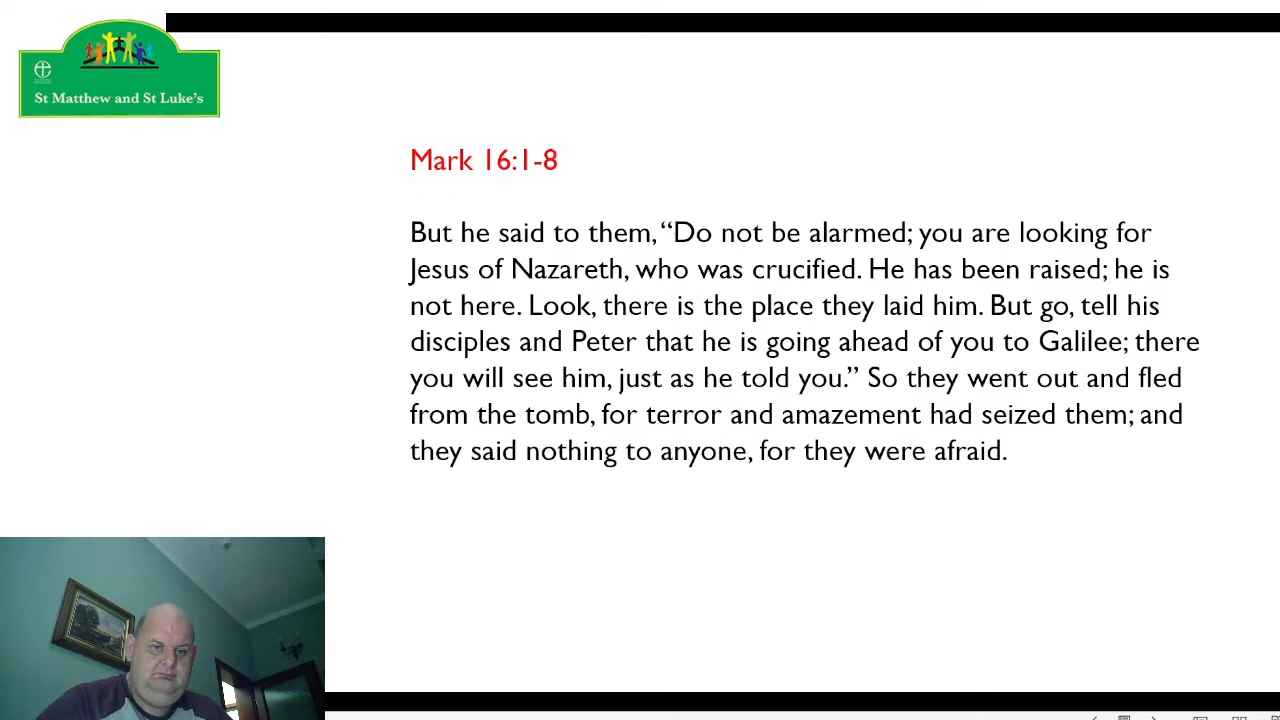 St Matthew and St Luke's
Mark 16:1-8
But he said to them, “Do not be alarmed; you are looking for
Jesus of Nazareth, who was crucified. He has been raised; he is
not here. Look, there is the place they laid him. But go, tell his
disciples and Peter that he is going ahead of you to Galilee; there
you will see him, just as he told you.” So they went out and fled
from the tomb, for terror and amazement had seized them; and
they said nothing to anyone, for they were afraid.